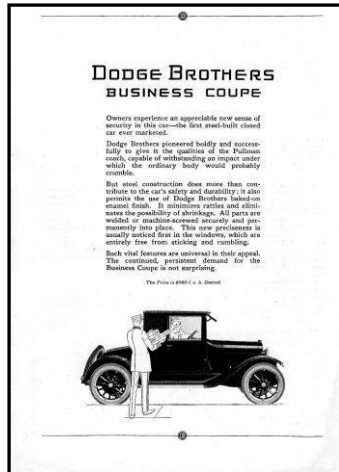 DODGE BROTHERS
BUSINESS COUPE
Owners experience an appreciable new sense of
security in this car—the first steel-built closed
car ever marketed.
Dodge Brothers pioneered boldly and success-
fully to give it the qualities of the Pullman
coach, capable of withstanding an impact under
which the ordinary body would probably
crumble.
But steel construction does more than con-
tribute to the car's safety and durability; it also
permits the use of Dodge Brothers baked-on
enamel finish. It minimizes rattles and elimi-
nates the possibility of shrinkage. All parts are
welded or machine-screwed securely and per-
manently into place. This new preciseness is
usually noticed first in the windows, which are
entirely free from sticking and rumbling.
Such vital features are universal in their appeal.
The continued, persistent demand for the
Business Coupe is not surprising.
The Price is f. o. b. Detroit